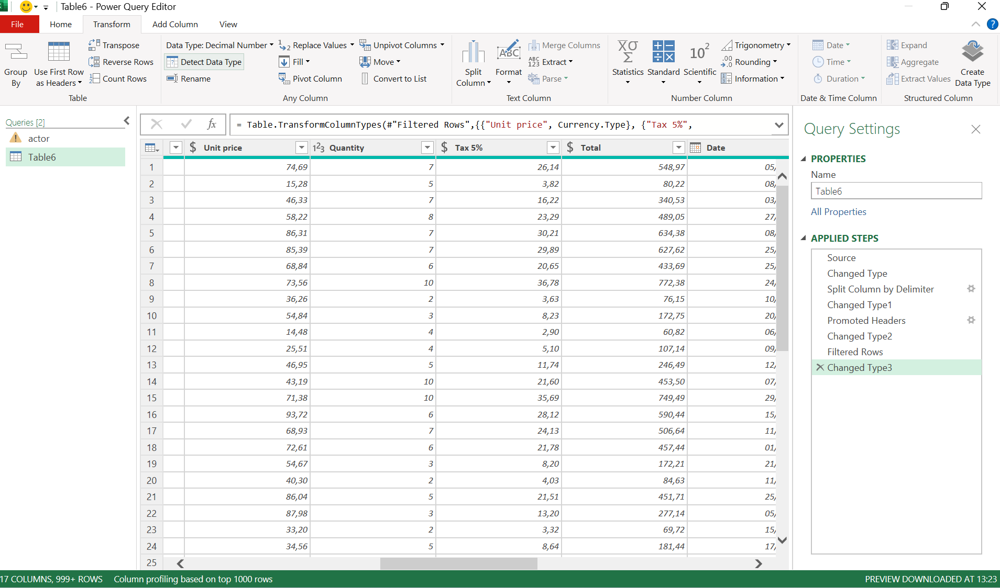 Table6 - Power Query Editor
File Home Transform Add Column View
Group By
Use First Row as Headers
Transpose
Reverse Rows
Count Rows
Table
Data Type: Decimal Number
Detect Data Type
Rename
Replace Values
Fill
Pivot Column
Unpivot Columns
Move
Convert to List
Any Column
Split Column
Format
Merge Columns
Extract
Parse
Text Column
Statistics
Standard
Scientific
Trigonometry
Rounding
Information
Number Column
Date
Time
Duration
Date & Time Column
Expand
Aggregate
Extract Values
Create Data Type
Structured Column
Queries [2]
actor
Table6
fx
= Table.TransformColumnTypes(#"Filtered Rows",{{"Unit price", Currency.Type}, {"Tax 5%",
$ Unit price 123 Quantity $ Tax 5% $ Total Date
1 74,69 7 26,14 548,97 05/
2 15,28 5 3,82 80,22 08/
3 46,33 7 16,22 340,53 03/
4 58,22 8 23,29 489,05 27/
5 86,31 7 30,21 634,38 08/
6 85,39 7 29,89 627,62 25/
7 68,84 6 20,65 433,69 25/
8 73,56 10 36,78 772,38 24/
9 36,26 2 3,63 76,15 10/
10 54,84 3 8,23 172,75 20/
11 14,48 4 2,90 60,82 06/
12 25,51 4 5,10 107,14 09/
13 46,95 5 11,74 246,49 12/
14 43,19 10 21,60 453,50 07/
15 71,38 10 35,69 749,49 29/
16 93,72 6 28,12 590,44 15/
17 68,93 7 24,13 506,64 11/
18 72,61 6 21,78 457,44 01/
19 54,67 3 8,20 172,21 21/
20 40,30 2 4,03 84,63 11/
21 86,04 5 21,51 451,71 25/
22 87,98 3 13,20 277,14 05/
23 33,20 2 3,32 69,72 15/
24 34,56 5 8,64 181,44 17/
25
Query Settings
PROPERTIES
Name
Table6
All Properties
APPLIED STEPS
Source
Changed Type
Split Column by Delimiter
Changed Type1
Promoted Headers
Changed Type2
Filtered Rows
Changed Type3
17 COLUMNS, 999+ ROWS Column profiling based on top 1000 rows
PREVIEW DOWNLOADED AT 13:23